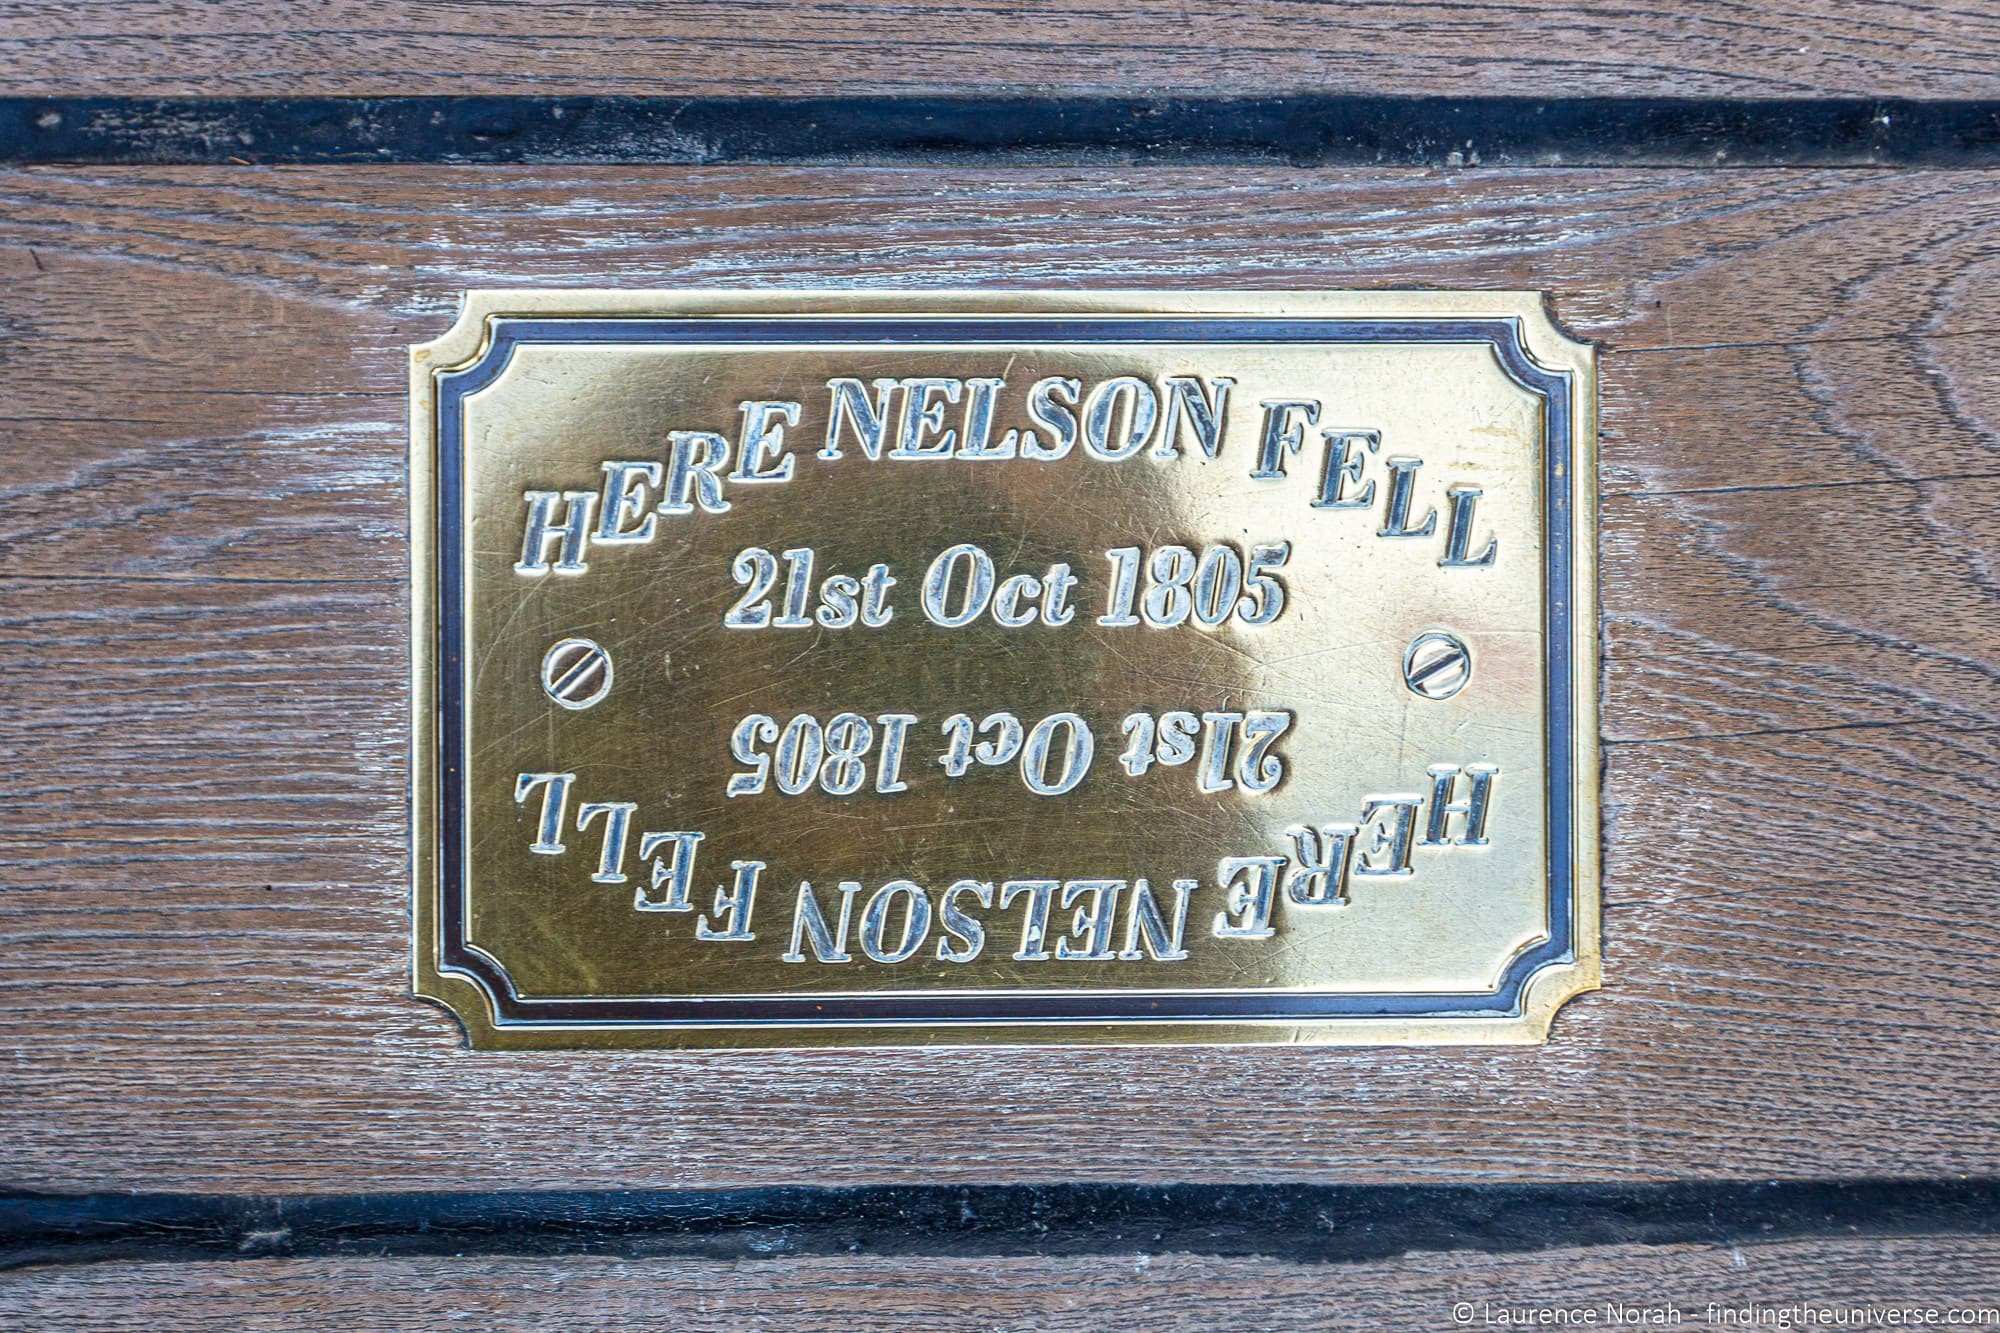 HERE NELSON FELL
21st Oct 1805
21st Oct 1805
HERE NELSON FELL
© Laurence Norah - findingtheuniverse.com